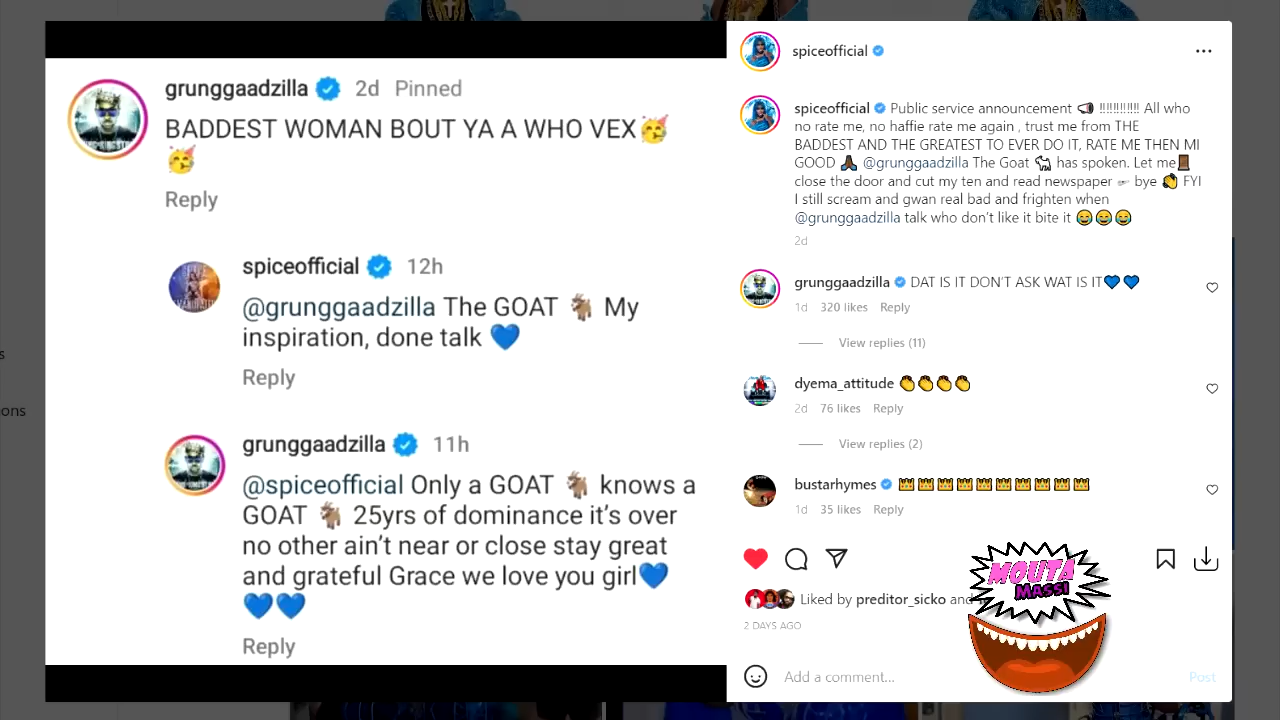 grunggaadzilla 2d Pinned
BADDEST WOMAN BOUT YA A WHO VEX🥳
🥳
Reply
spiceofficial 12h
@grunggaadzilla The GOAT 🐐 My
inspiration, done talk 💙
Reply
grunggaadzilla 11h
@spiceofficial Only a GOAT 🐐 knows a
GOAT 🐐 25yrs of dominance it's over
no other ain't near or close stay great
and grateful Grace we love you girl💙
💙💙
Reply
spiceofficial
spiceofficial Public service announcement 📢 !!!!!!!!!!!! All who
no rate me, no haffie rate me again , trust me from THE
BADDEST AND THE GREATEST TO EVER DO IT, RATE ME THEN MI
GOOD 🙏🏾 @grunggaadzilla The Goat 🐐 has spoken. Let me🚪
close the door and cut my ten and read newspaper 🗞 bye 👏 FYI
I still scream and gwan real bad and frighten when
@grunggaadzilla talk who don't like it bite it 😂😂😂
2d
grunggaadzilla DAT IS IT DON'T ASK WAT IS IT💙💙
1d 320 likes Reply
View replies (11)
dyema_attitude 👏👏👏👏
2d 76 likes Reply
View replies (2)
bustarhymes 👑👑👑👑👑👑👑👑👑👑
1d 35 likes Reply
Liked by preditor_sicko and
2 DAYS AGO
Add a comment...
Post
MOUTA
MASSI
s
ons